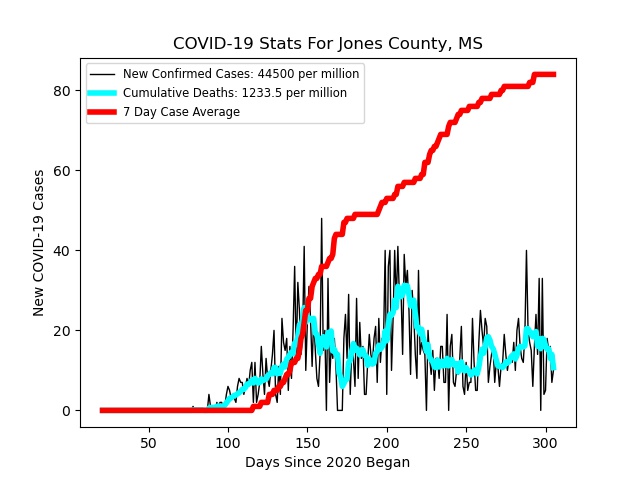 COVID-19 Stats For Jones County, MS
New Confirmed Cases: 44500 per million
Cumulative Deaths: 1233.5 per million
7 Day Case Average
80
60
40
20
0
New COVID-19 Cases
50 100 150 200 250 300
Days Since 2020 Began